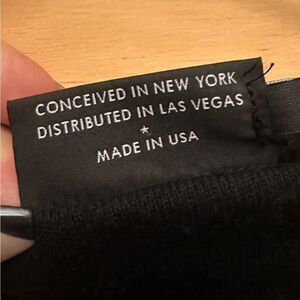 CONCEIVED IN NEW YORK
DISTRIBUTED IN LAS VEGAS
*
MADE IN USA